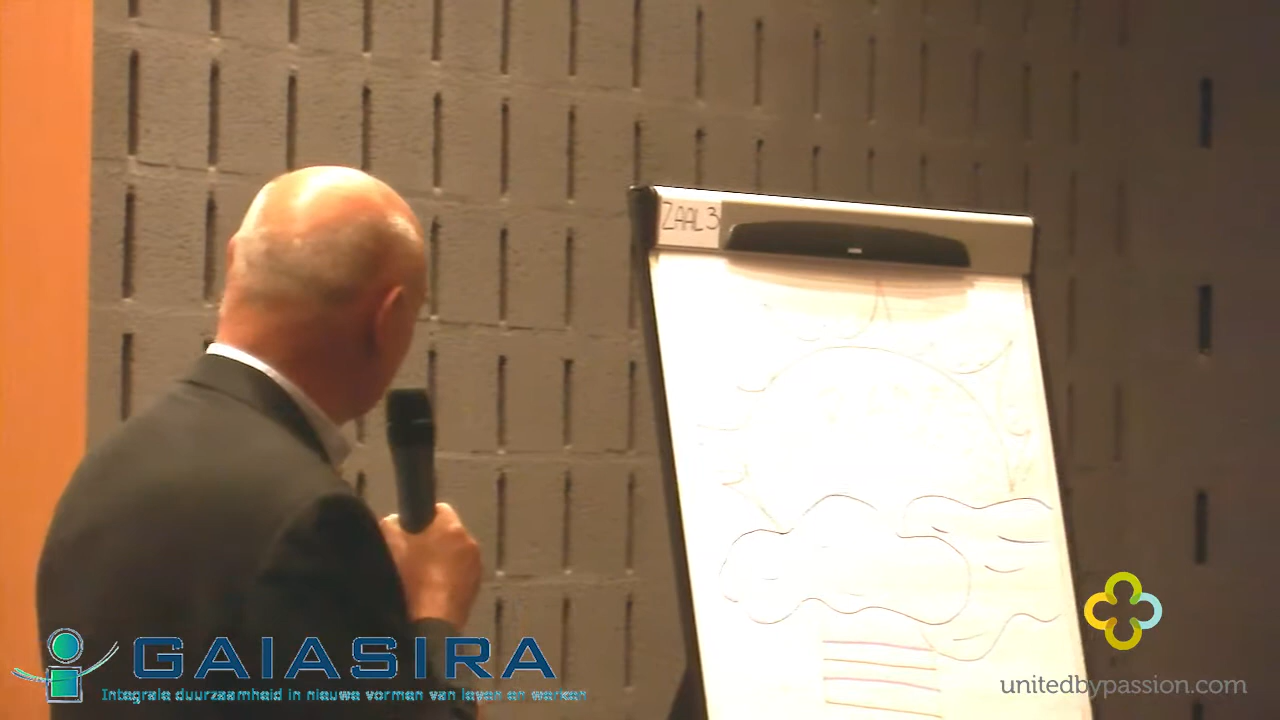 ZAAL 3
GAIASIRA
Integrale duurzaamheid in nieuwe vormen van leven en werken
unitedbypassion.com